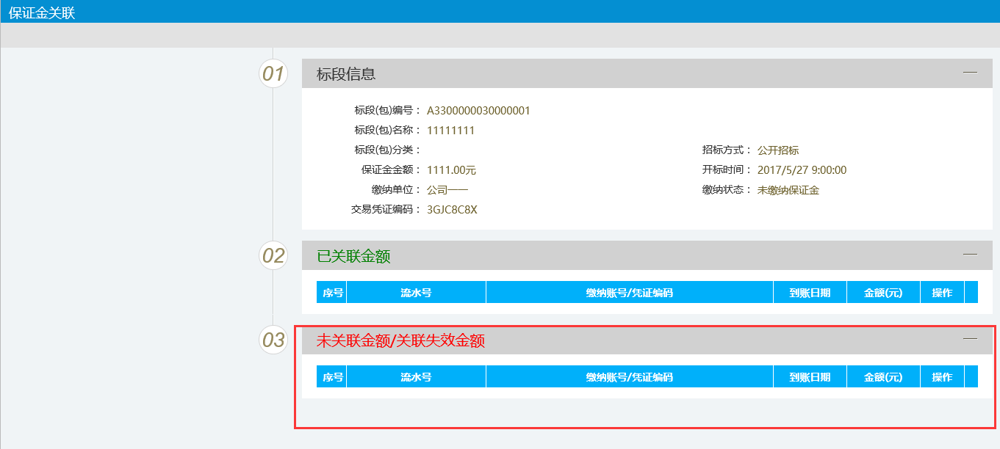 保证金关联
01
标段信息
标段(包)编号： A3300000030000001
标段(包)名称： 11111111
标段(包)分类： 招标方式： 公开招标
保证金金额： 1111.00元 开标时间： 2017/5/27 9:00:00
缴纳单位： 公司一一 缴纳状态： 未缴纳保证金
交易凭证编码： 3GJC8C8X
02
已关联金额
序号 流水号 缴纳账号/凭证编码 到账日期 金额(元) 操作
03
未关联金额/关联失效金额
序号 流水号 缴纳账号/凭证编码 到账日期 金额(元) 操作